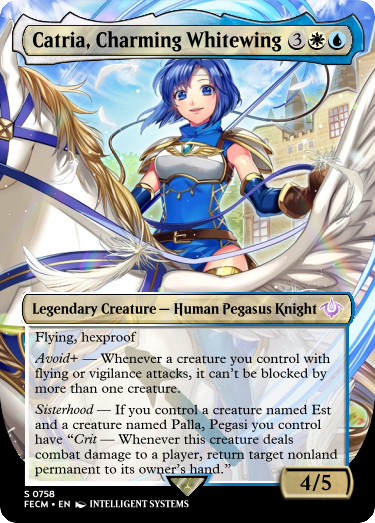 Catria, Charming Whitewing 3
Legendary Creature — Human Pegasus Knight
Flying, hexproof
Avoid+ — Whenever a creature you control with
flying or vigilance attacks, it can't be blocked by
more than one creature.
Sisterhood — If you control a creature named Est
and a creature named Palla, Pegasi you control
have “Crit — Whenever this creature deals
combat damage to a player, return target nonland
permanent to its owner's hand.”
4/5
S 0758
FECM • EN INTELLIGENT SYSTEMS